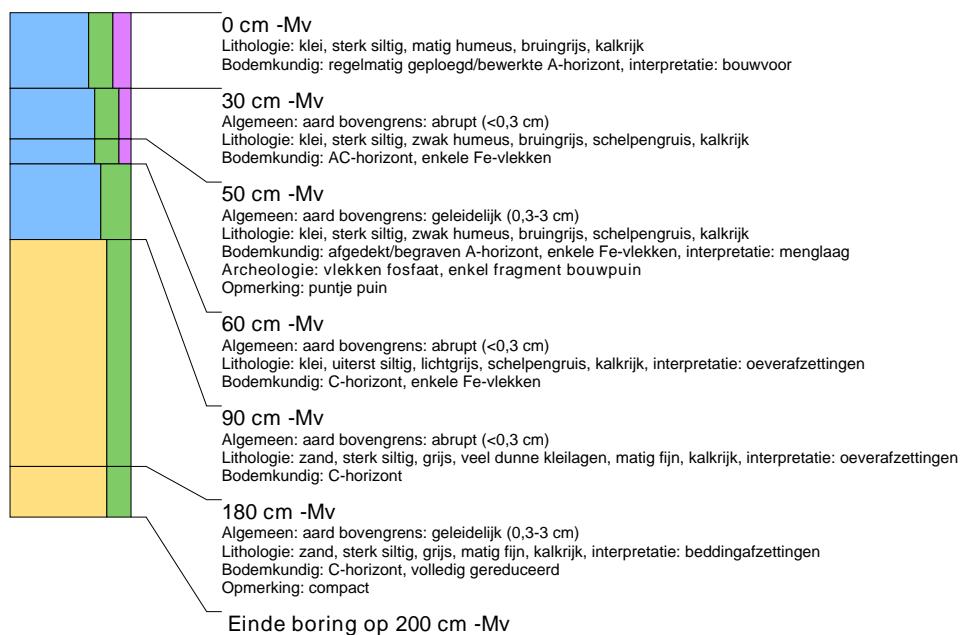 0 cm -Mv
Lithologie: klei, sterk siltig, matig humeus, bruingrijs, kalkrijk
Bodemkundig: regelmatig geploegd/bewerkte A-horizont, interpretatie: bouwvoor
30 cm -Mv
Algemeen: aard bovengrens: abrupt (<0,3 cm)
Lithologie: klei, sterk siltig, zwak humeus, bruingrijs, schelpengruis, kalkrijk
Bodemkundig: AC-horizont, enkele Fe-vlekken
50 cm -Mv
Algemeen: aard bovengrens: geleidelijk (0,3-3 cm)
Lithologie: klei, sterk siltig, zwak humeus, bruingrijs, schelpengruis, kalkrijk
Bodemkundig: afgedekt/begraven A-horizont, enkele Fe-vlekken, interpretatie: menglaag
Archeologie: vlekken fosfaat, enkel fragment bouwpuin
Opmerking: puntje puin
60 cm -Mv
Algemeen: aard bovengrens: abrupt (<0,3 cm)
Lithologie: klei, uiterst siltig, lichtgrijs, schelpengruis, kalkrijk, interpretatie: oeverafzettingen
Bodemkundig: C-horizont, enkele Fe-vlekken
90 cm -Mv
Algemeen: aard bovengrens: abrupt (<0,3 cm)
Lithologie: zand, sterk siltig, grijs, veel dunne kleilagen, matig fijn, kalkrijk, interpretatie: oeverafzettingen
Bodemkundig: C-horizont
180 cm -Mv
Algemeen: aard bovengrens: geleidelijk (0,3-3 cm)
Lithologie: zand, sterk siltig, grijs, matig fijn, kalkrijk, interpretatie: beddingafzettingen
Bodemkundig: C-horizont, volledig gereduceerd
Opmerking: compact
Einde boring op 200 cm -Mv